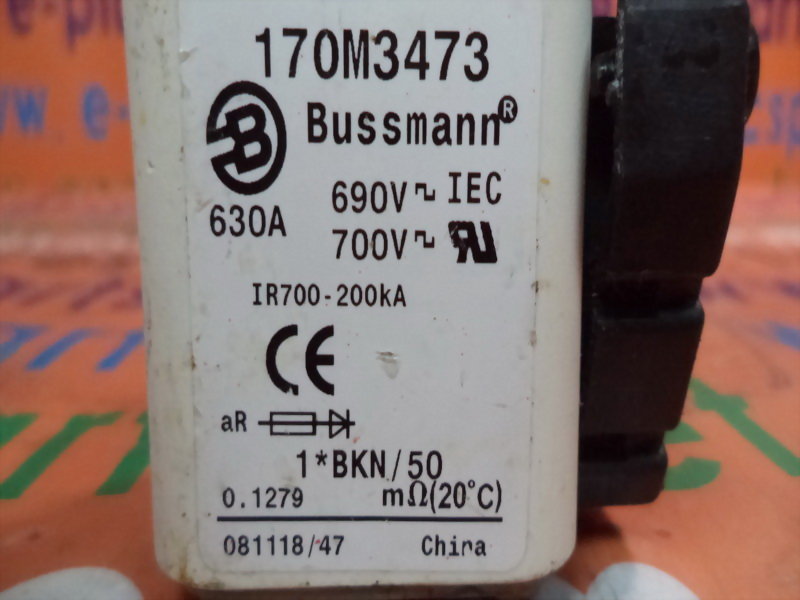 170M3473
B
Bussmann®
630A
690V IEC
700V
IR700-200kA
CE
aR
1*BKN/50
0.1279 mΩ(20°C)
081118/47 China